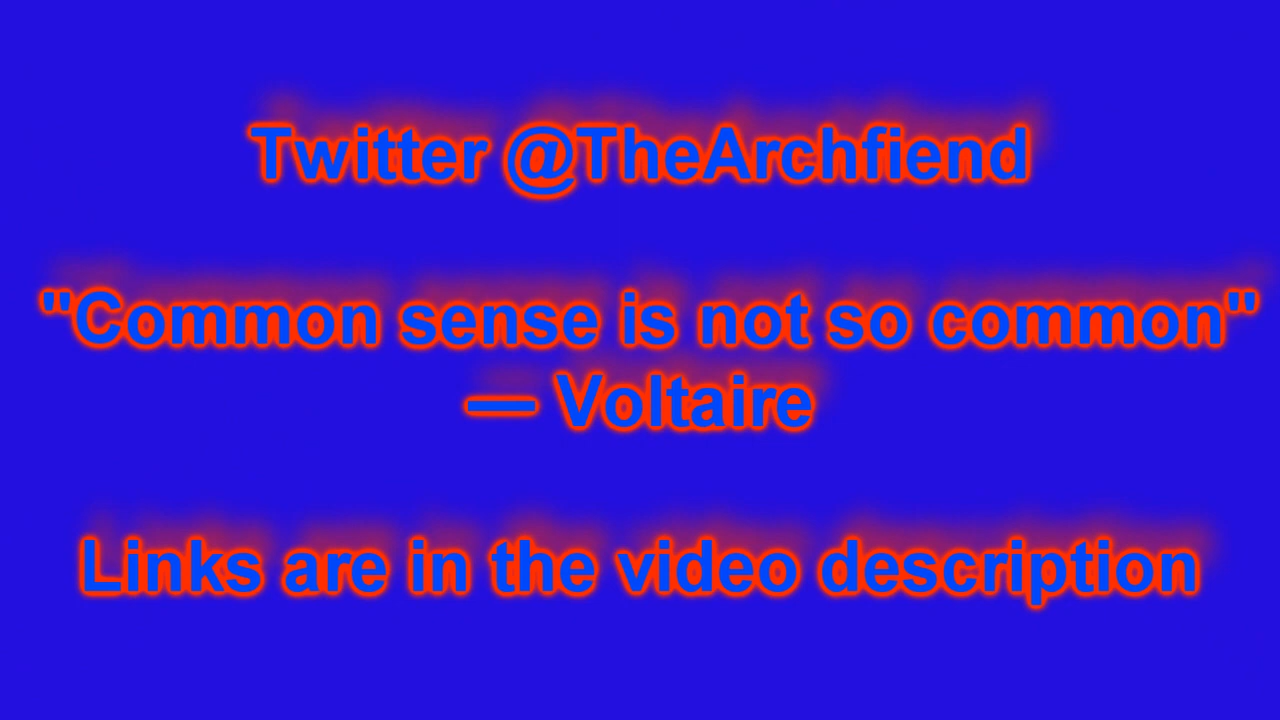 Twitter @TheArchfiend
"Common sense is not so common"
— Voltaire
Links are in the video description